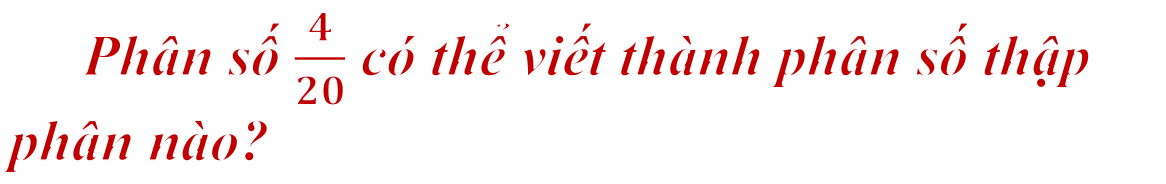 Phân số 4/20 có thể viết thành phân số thập
phân nào?